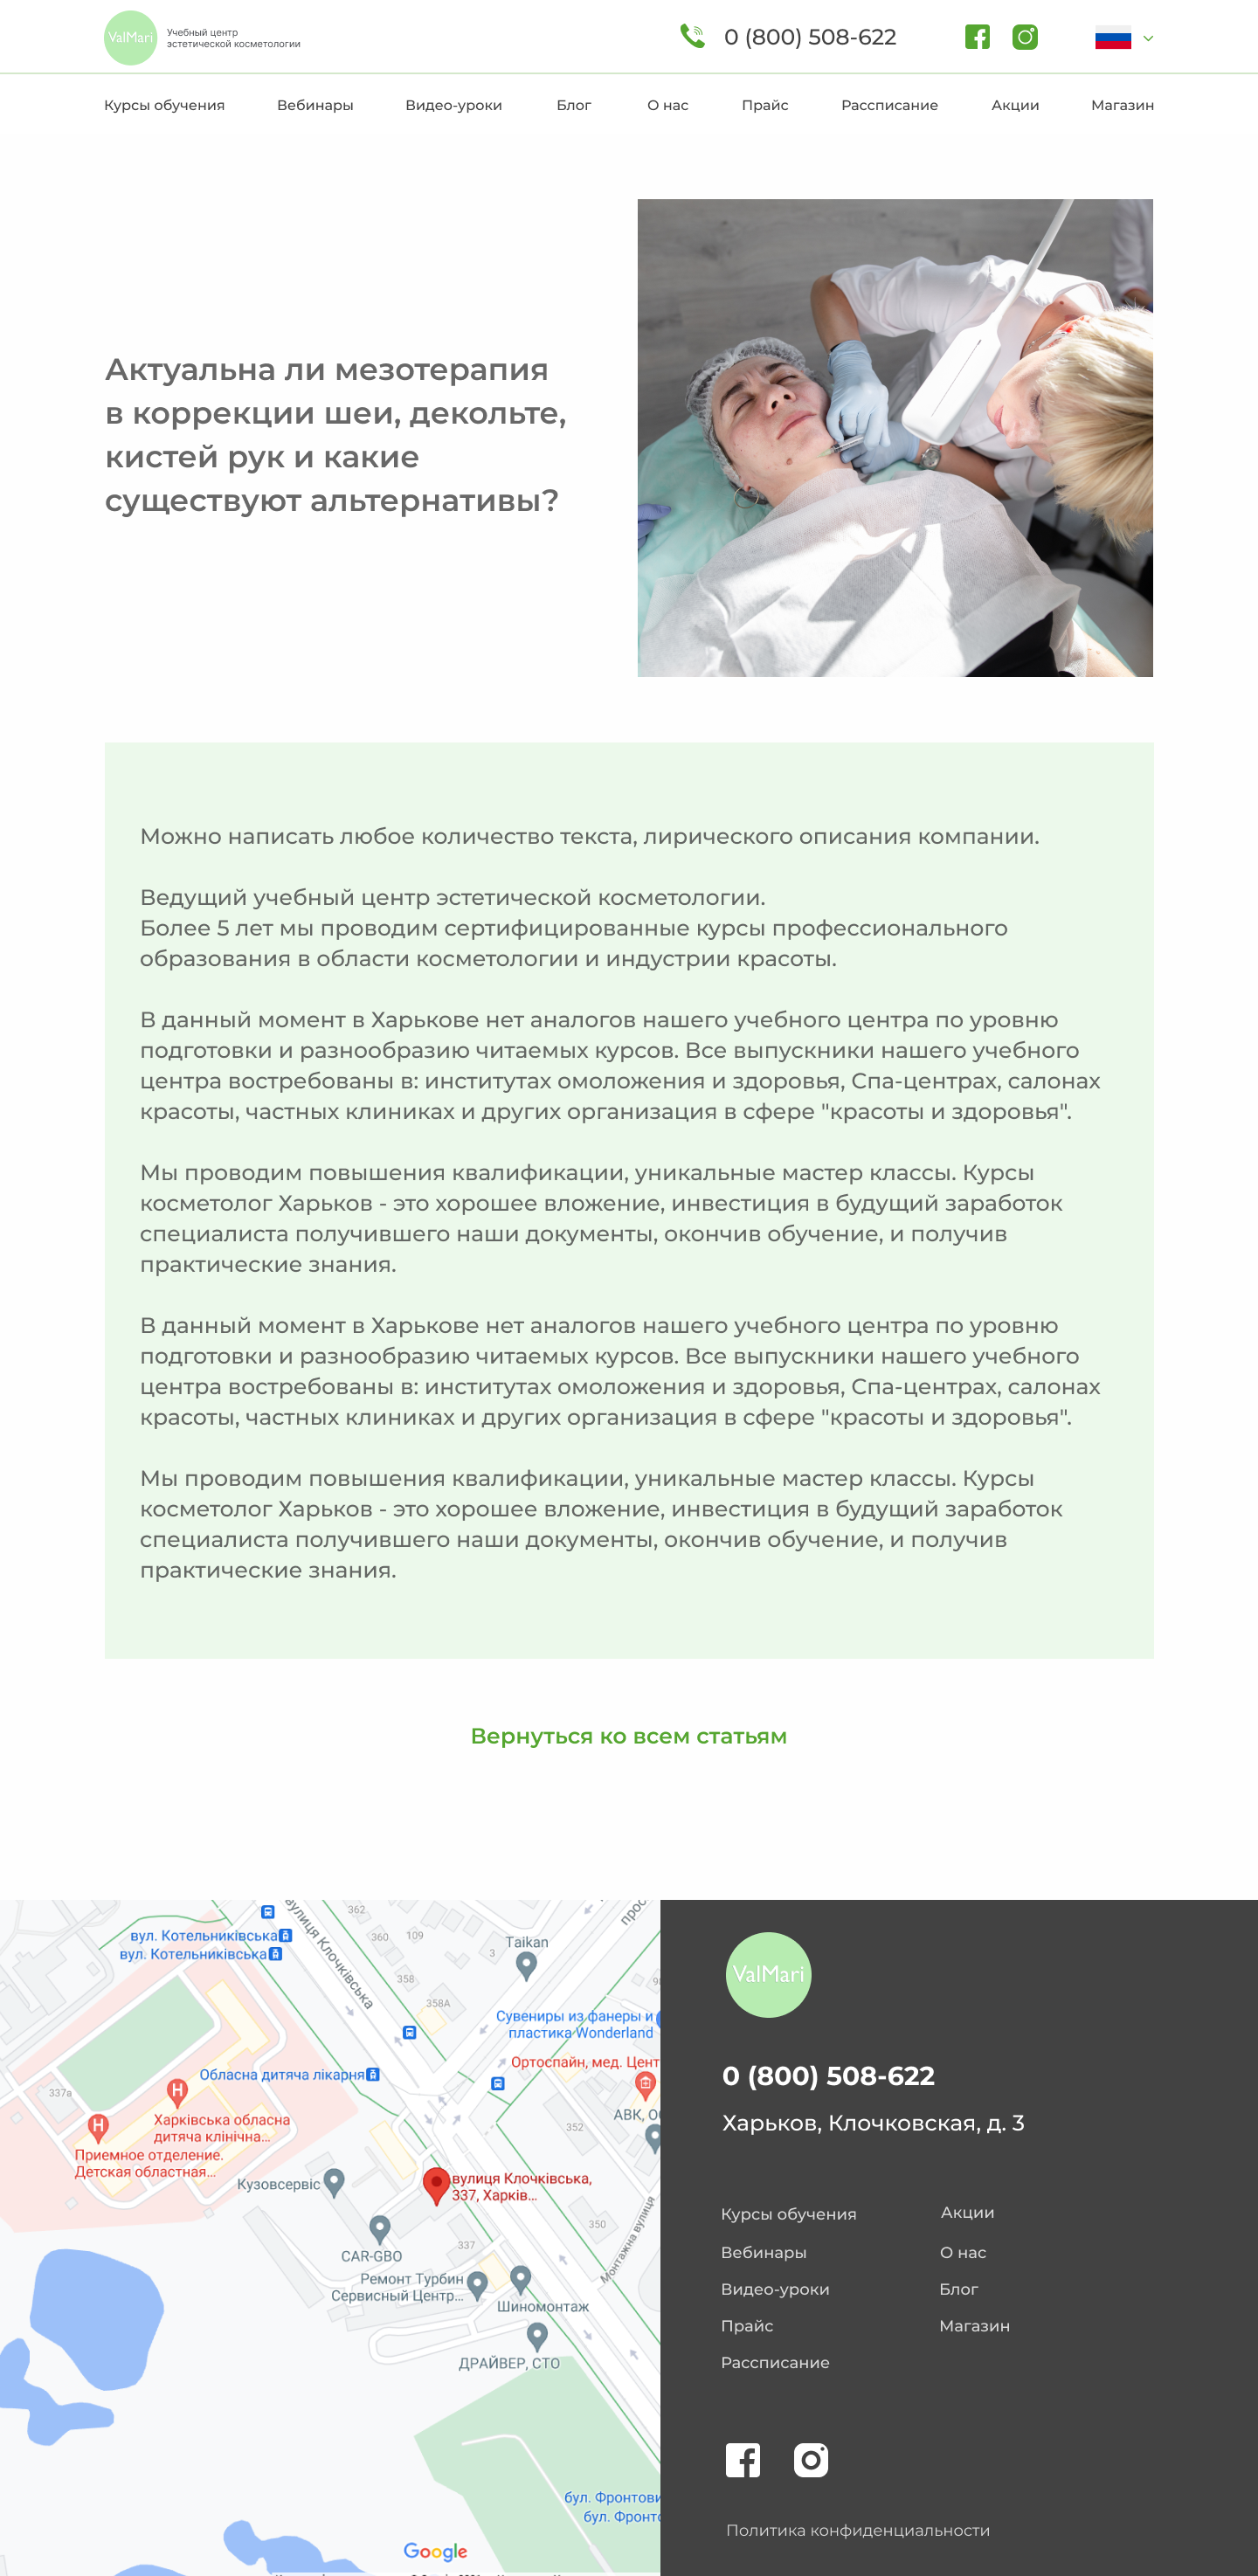 ValMari
Учебный центр
эстетической косметологии
0 (800) 508-622
Курсы обучения
Вебинары
Видео-уроки
Блог
О нас
Прайс
Рассписание
Акции
Магазин
Актуальна ли мезотерапия
в коррекции шеи, декольте,
кистей рук и какие
существуют альтернативы?
Можно написать любое количество текста, лирического описания компании.
Ведущий учебный центр эстетической косметологии.
Более 5 лет мы проводим сертифицированные курсы профессионального
образования в области косметологии и индустрии красоты.
В данный момент в Харькове нет аналогов нашего учебного центра по уровню
подготовки и разнообразию читаемых курсов. Все выпускники нашего учебного
центра востребованы в: институтах омоложения и здоровья, Спа-центрах, салонах
красоты, частных клиниках и других организация в сфере "красоты и здоровья".
Мы проводим повышения квалификации, уникальные мастер классы. Курсы
косметолог Харьков - это хорошее вложение, инвестиция в будущий заработок
специалиста получившего наши документы, окончив обучение, и получив
практические знания.
В данный момент в Харькове нет аналогов нашего учебного центра по уровню
подготовки и разнообразию читаемых курсов. Все выпускники нашего учебного
центра востребованы в: институтах омоложения и здоровья, Спа-центрах, салонах
красоты, частных клиниках и других организация в сфере "красоты и здоровья".
Мы проводим повышения квалификации, уникальные мастер классы. Курсы
косметолог Харьков - это хорошее вложение, инвестиция в будущий заработок
специалиста получившего наши документы, окончив обучение, и получив
практические знания.
Вернуться ко всем статьям
вулиця Клочківська
362
360
109
358
358А
3
прос
98
вул. Котельниківська
вул. Котельниківська
Taikan
Сувениры из фанеры и
пластика Wonderland
Ортоспайн, мед. Цент
Обласна дитяча лікарня
337а
Харківська обласна
дитяча клінічна...
352
АВК, О
Приемное отделение.
Детская областная...
Кузовсервіс
вулиця Клочківська,
337, Харків...
350
Монтажна вулиця
337
CAR-GBO
Ремонт Турбин
Сервисный Центр...
Шиномонтаж
ДРАЙВЕР, СТО
бул. Фронтови
бул. Фронто
Google
ValMari
0 (800) 508-622
Харьков, Клочковская, д. 3
Курсы обучения
Вебинары
Видео-уроки
Прайс
Рассписание
Акции
О нас
Блог
Магазин
Политика конфиденциальности